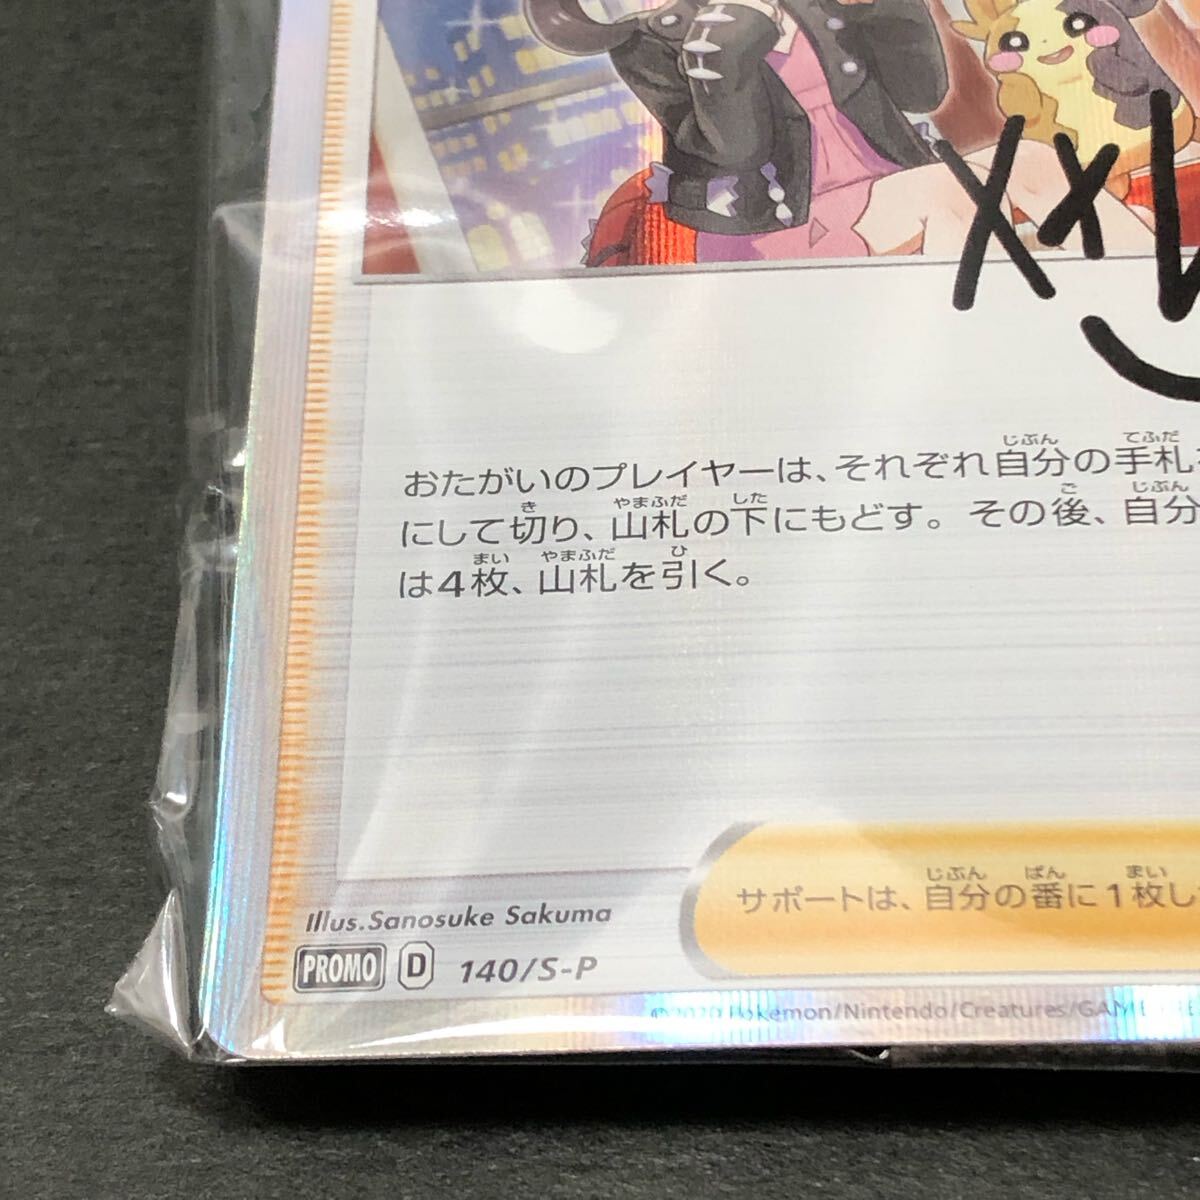 おたがいのプレイヤーは、それぞれ自分の手札
にして切り、山札の下にもどす。その後、自分
は4枚、山札を引く。
サポートは、自分の番に1枚し
Illus.Sanosuke Sakuma
PROMO D 140/S-P
©2020 Pokémon/Nintendo/Creatures/GAME